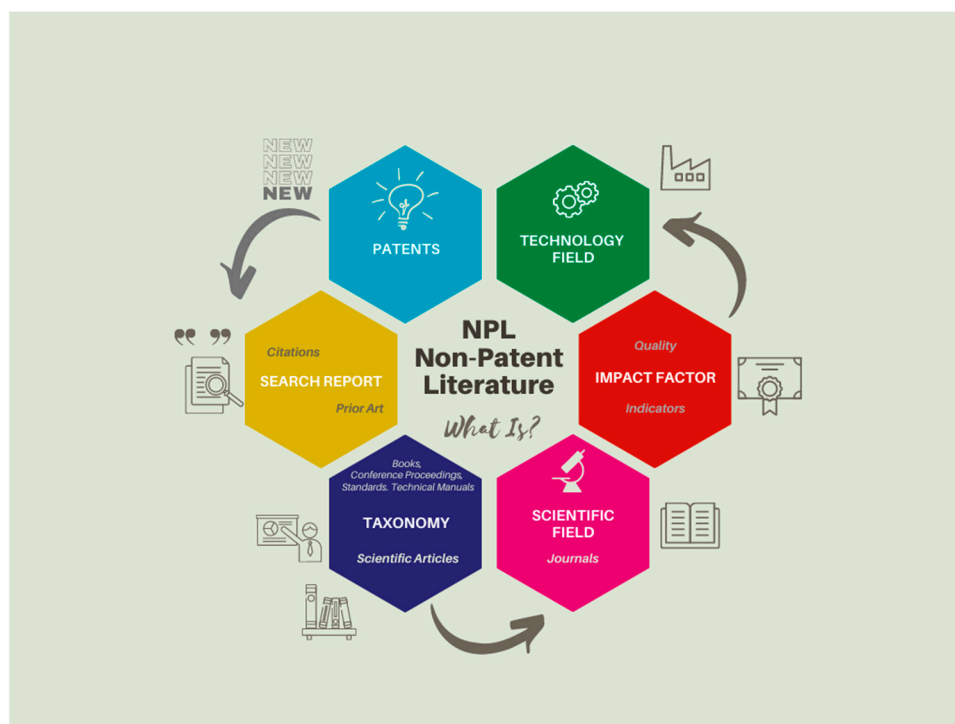 NEW
NEW
NEW
NEW
PATENTS
TECHNOLOGY
FIELD
NPL
Non-Patent
Literature
What Is?
Citations
SEARCH REPORT
Prior Art
Quality
IMPACT FACTOR
Indicators
Books,
Conference Proceedings,
Standards. Technical Manuals
TAXONOMY
Scientific Articles
SCIENTIFIC
FIELD
Journals